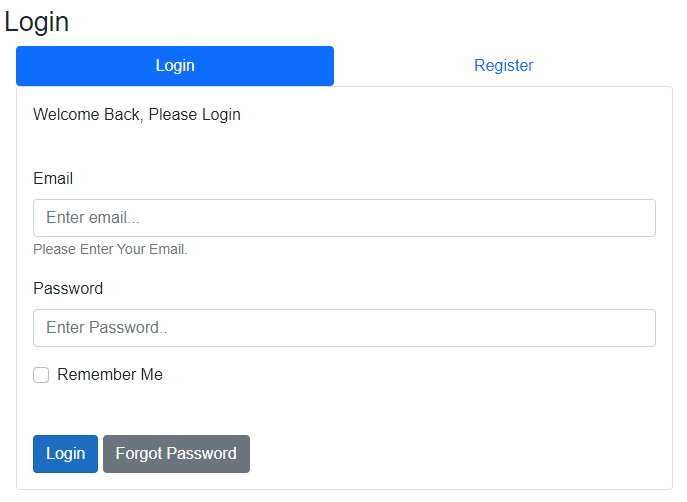 Login
Login Register
Welcome Back, Please Login
Email
Enter email...
Please Enter Your Email.
Password
Enter Password..
Remember Me
Login Forgot Password